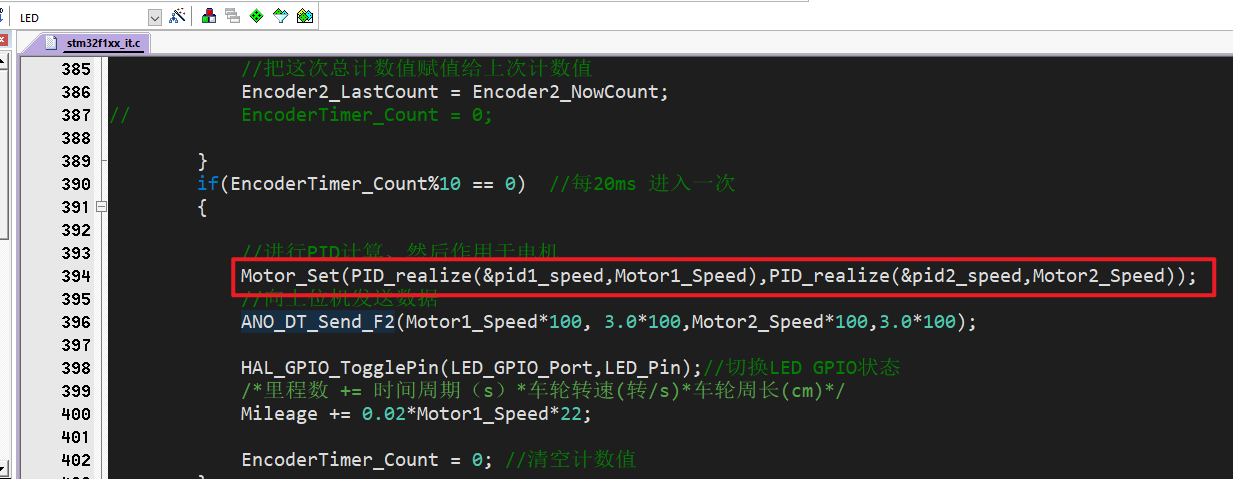 LED
stm32f1xx_it.c
385 //把这次总计数值赋值给上次计数值
386 Encoder2_LastCount = Encoder2_NowCount;
387 // EncoderTimer_Count = 0;
388
389 }
390 if(EncoderTimer_Count%10 == 0) //每20ms 进入一次
391 {
392
393 //进行PID计算、然后作用于电机
394 Motor_Set(PID_realize(&pid1_speed,Motor1_Speed),PID_realize(&pid2_speed,Motor2_Speed));
395 //向上位机发送数据
396 ANO_DT_Send_F2(Motor1_Speed*100, 3.0*100,Motor2_Speed*100,3.0*100);
397
398 HAL_GPIO_TogglePin(LED_GPIO_Port,LED_Pin);//切换LED GPIO状态
399 /*里程数 += 时间周期（s）*车轮转速(转/s)*车轮周长(cm)*/
400 Mileage += 0.02*Motor1_Speed*22;
401
402 EncoderTimer_Count = 0; //清空计数值